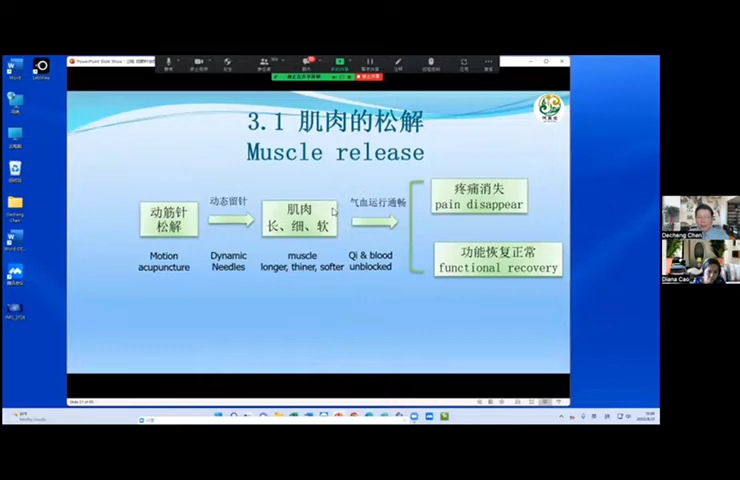 3.1 肌肉的松解
Muscle release
动筋针
松解
动态留针
肌肉
长、细、软
气血运行通畅
疼痛消失
pain disappear
功能恢复正常
functional recovery
Motion
acupuncture
Dynamic
Needles
muscle
longer, thiner, softer
Qi & blood
unblocked
Decheng Chen
Diana Cao
Word
Decheng
Chen